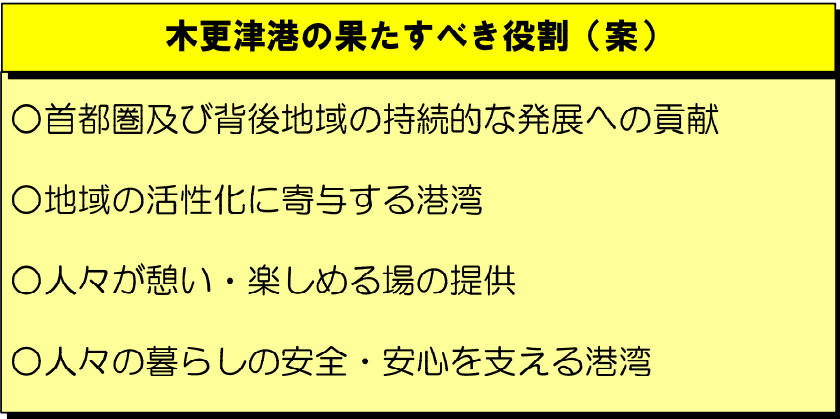 木更津港の果たすべき役割（案）
○首都圏及び背後地域の持続的な発展への貢献
○地域の活性化に寄与する港湾
○人々が憩い・楽しめる場の提供
○人々の暮らしの安全・安心を支える港湾